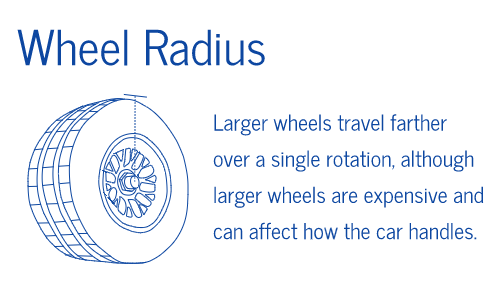 Wheel Radius
Larger wheels travel farther
over a single rotation, although
larger wheels are expensive and
can affect how the car handles.